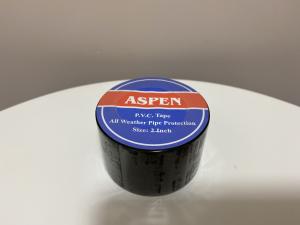 ASPEN
P.V.C. Tape
All Weather Pipe Protection
Size: 2 Inch